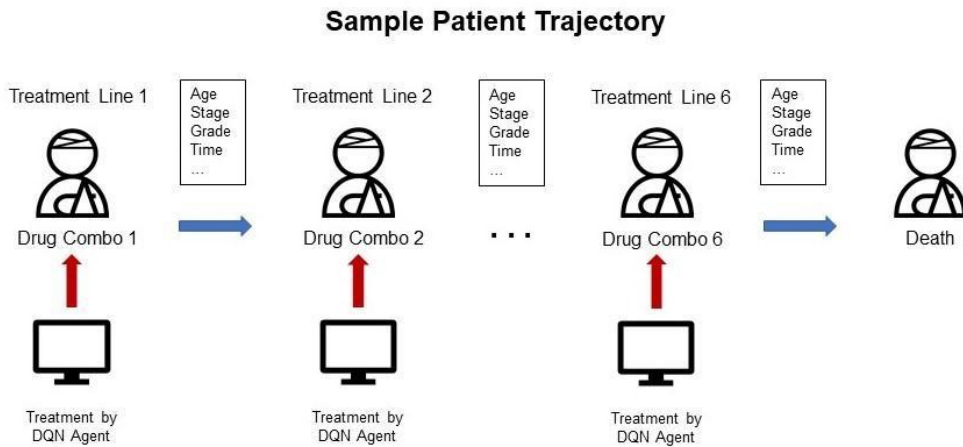 Sample Patient Trajectory
Treatment Line 1
Age
Stage
Grade
Time
...
Treatment Line 2
Age
Stage
Grade
Time
...
Treatment Line 6
Age
Stage
Grade
Time
...
Drug Combo 1
Drug Combo 2
...
Drug Combo 6
Death
Treatment by
DQN Agent
Treatment by
DQN Agent
Treatment by
DQN Agent